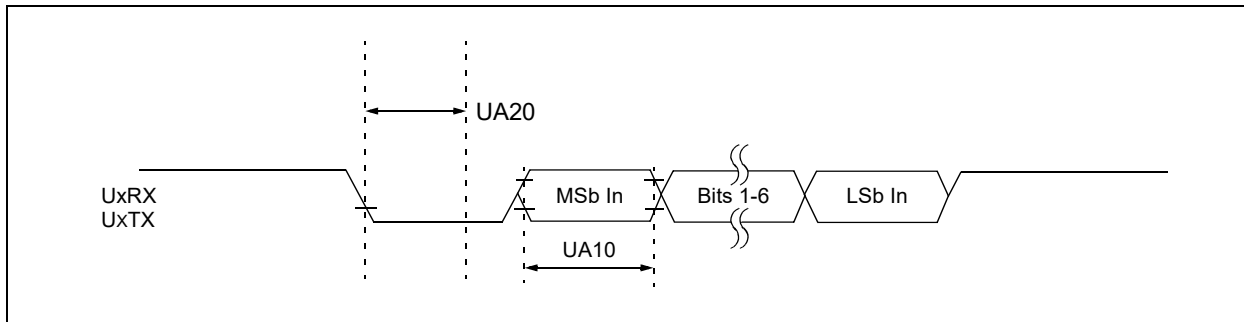 UA20
UxRX
UxTX
MSb In
Bits 1-6
LSb In
UA10